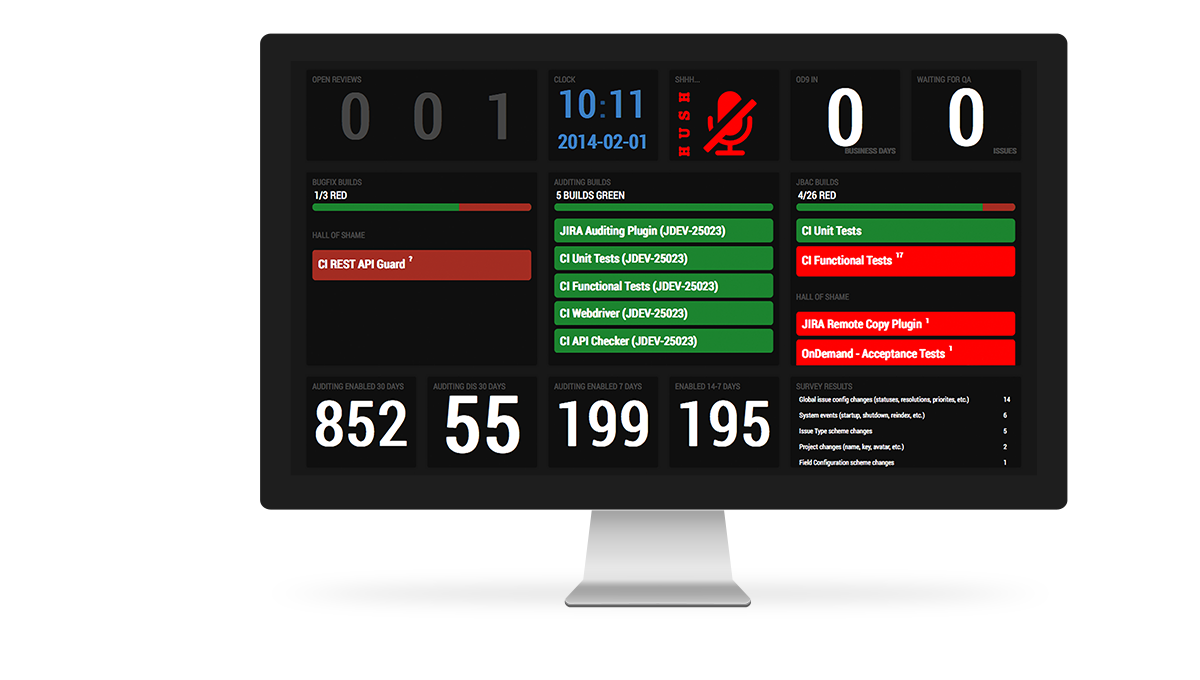 OPEN REVIEWS
0 0 1
CLOCK
10:11
2014-02-01
SHHH...
HUSH
OD9 IN
0
BUSINESS DAYS
WAITING FOR QA
0
ISSUES
BUGFIX BUILDS
1/3 RED
HALL OF SHAME
CI REST API Guard ?
AUDITING BUILDS
5 BUILDS GREEN
JIRA Auditing Plugin (JDEV-25023)
CI Unit Tests (JDEV-25023)
CI Functional Tests (JDEV-25023)
CI Webdriver (JDEV-25023)
CI API Checker (JDEV-25023)
JBAC BUILDS
4/26 RED
CI Unit Tests
CI Functional Tests 17
HALL OF SHAME
JIRA Remote Copy Plugin 1
OnDemand - Acceptance Tests 1
AUDITING ENABLED 30 DAYS
852
AUDITING DIS 30 DAYS
55
AUDITING ENABLED 7 DAYS
199
ENABLED 14-7 DAYS
195
SURVEY RESULTS
Global issue config changes (statuses, resolutions, priorites, etc.) 14
System events (startup, shutdown, reindex, etc.) 6
Issue Type scheme changes 5
Project changes (name, key, avatar, etc.) 2
Field Configuration scheme changes 1